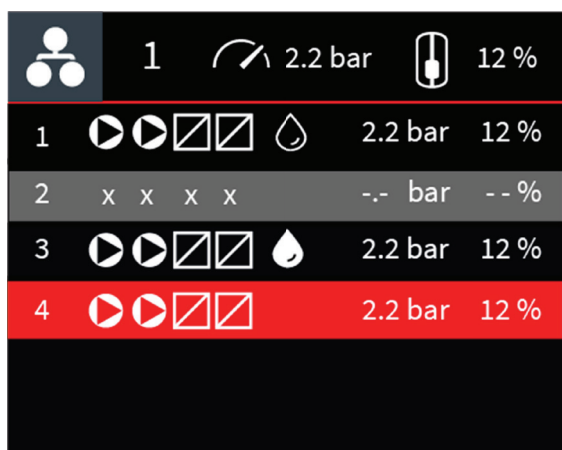 1 2.2 bar 12 %
1 2.2 bar 12 %
2 x x x x -.- bar - - %
3 2.2 bar 12 %
4 2.2 bar 12 %